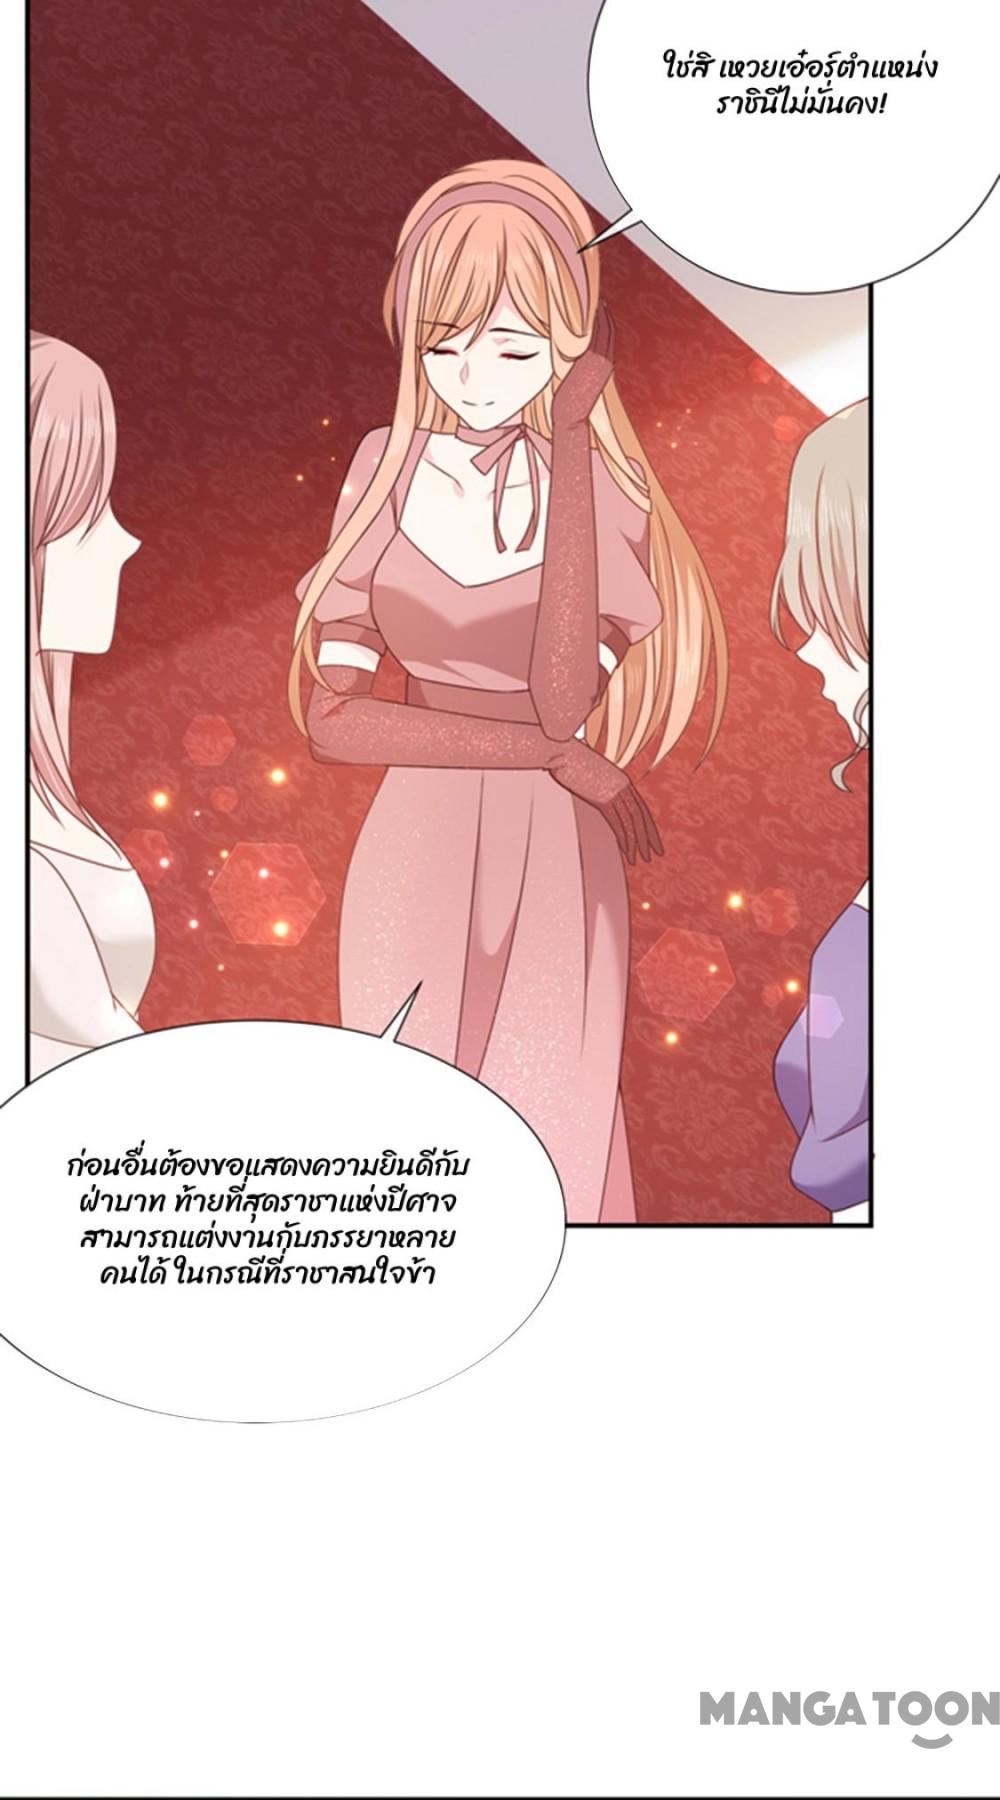 ใช่สิ เหวยเอ๋อร์ตำแหน่ง
ราชินีไม่มั่นคง!
ก่อนอื่นต้องขอแสดงความยินดีกับ
ฝ่าบาท ท้ายที่สุดราชาแห่งปีศาจ
สามารถแต่งงานกับภรรยาหลาย
คนได้ ในกรณีที่ราชาสนใจข้า
MANGATOON